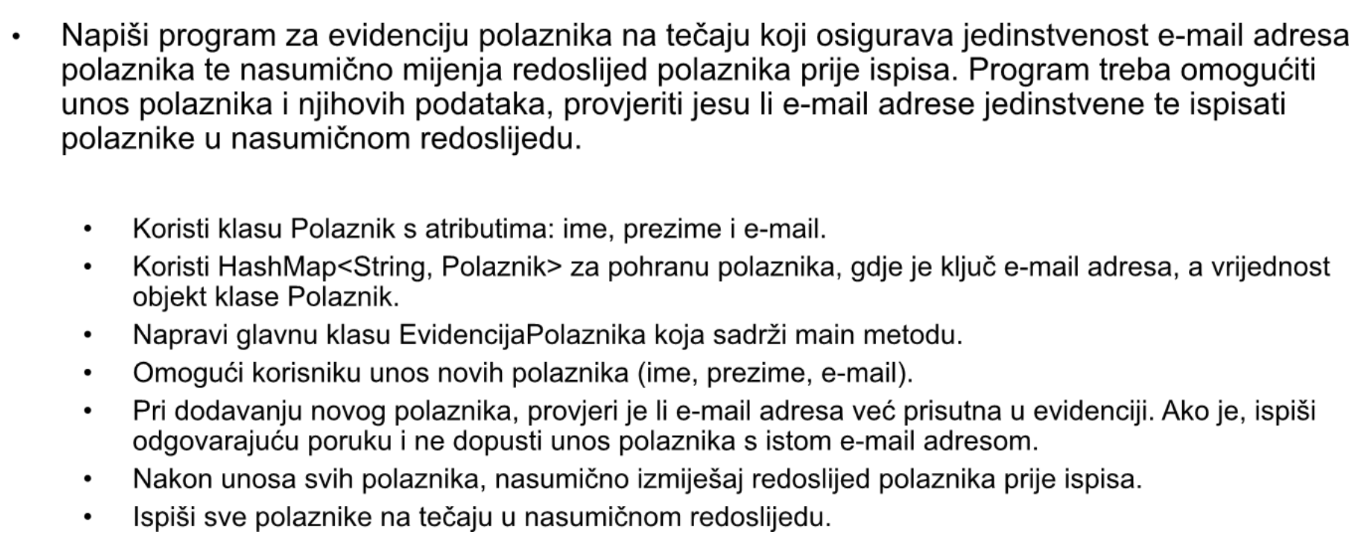 • Napiši program za evidenciju polaznika na tečaju koji osigurava jedinstvenost e-mail adresa
polaznika te nasumično mijenja redoslijed polaznika prije ispisa. Program treba omogućiti
unos polaznika i njihovih podataka, provjeriti jesu li e-mail adrese jedinstvene te ispisati
polaznike u nasumičnom redoslijedu.
• Koristi klasu Polaznik s atributima: ime, prezime i e-mail.
• Koristi HashMap<String, Polaznik> za pohranu polaznika, gdje je ključ e-mail adresa, a vrijednost
objekt klase Polaznik.
• Napravi glavnu klasu EvidencijaPolaznika koja sadrži main metodu.
• Omogući korisniku unos novih polaznika (ime, prezime, e-mail).
• Pri dodavanju novog polaznika, provjeri je li e-mail adresa već prisutna u evidenciji. Ako je, ispiši
odgovarajuću poruku i ne dopusti unos polaznika s istom e-mail adresom.
• Nakon unosa svih polaznika, nasumično izmiješaj redoslijed polaznika prije ispisa.
• Ispiši sve polaznike na tečaju u nasumičnom redoslijedu.